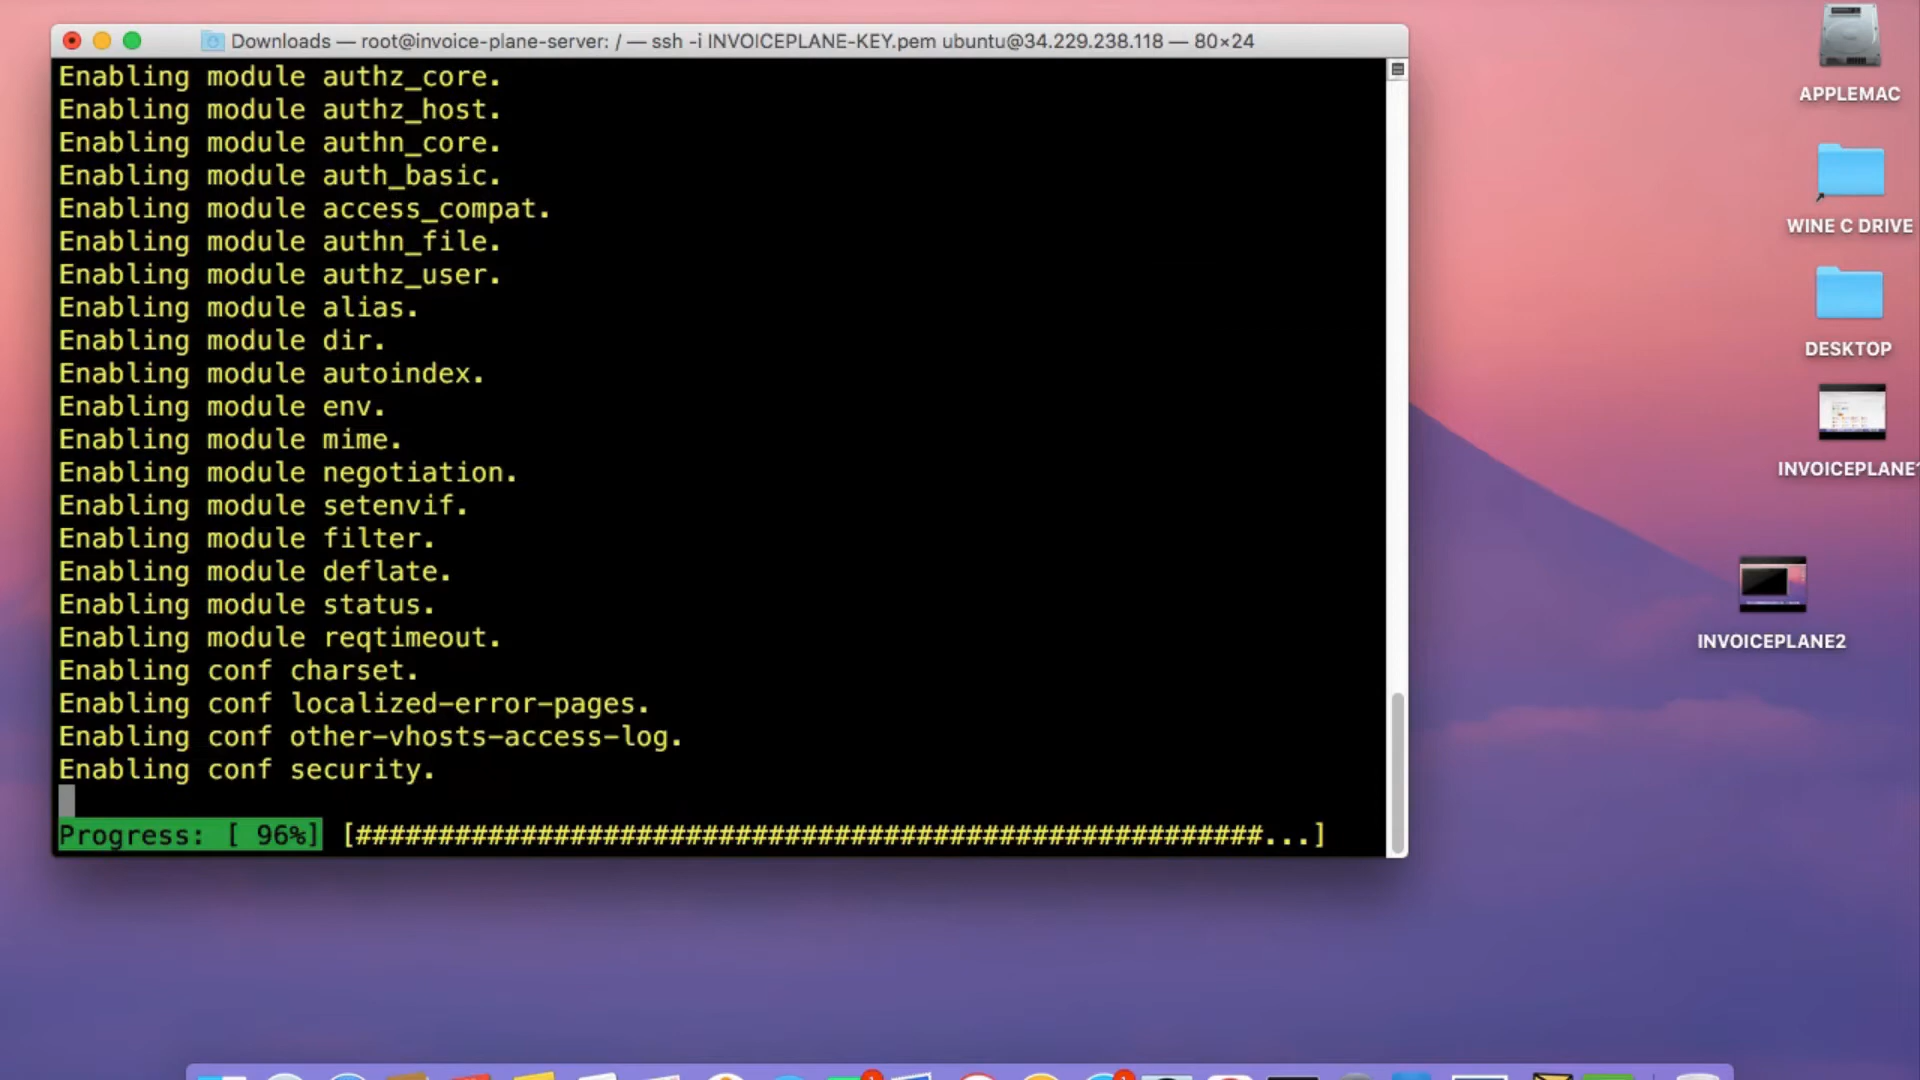 Downloads — root@invoice-plane-server: / — ssh -i INVOICEPLANE-KEY.pem ubuntu@34.229.238.118 — 80×24
Enabling module authz_core.
Enabling module authz_host.
Enabling module authn_core.
Enabling module auth_basic.
Enabling module access_compat.
Enabling module authn_file.
Enabling module authz_user.
Enabling module alias.
Enabling module dir.
Enabling module autoindex.
Enabling module env.
Enabling module mime.
Enabling module negotiation.
Enabling module setenvif.
Enabling module filter.
Enabling module deflate.
Enabling module status.
Enabling module reqtimeout.
Enabling conf charset.
Enabling conf localized-error-pages.
Enabling conf other-vhosts-access-log.
Enabling conf security.
Progress: [ 96%] [#######################################################...]
APPLEMAC
WINE C DRIVE
DESKTOP
INVOICEPLANE1
INVOICEPLANE2